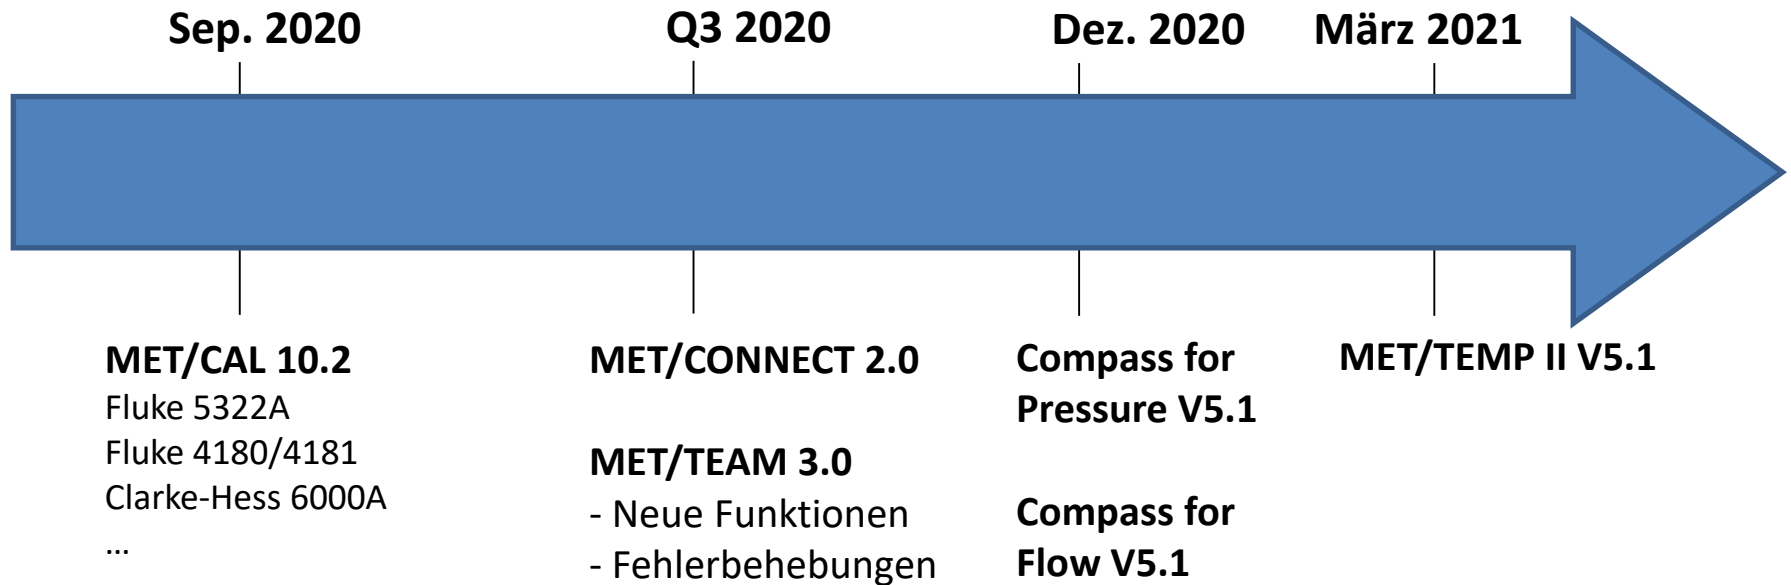 Sep. 2020
Q3 2020
Dez. 2020
März 2021
MET/CAL 10.2
Fluke 5322A
Fluke 4180/4181
Clarke-Hess 6000A
...
MET/CONNECT 2.0
MET/TEAM 3.0
- Neue Funktionen
- Fehlerbehebungen
Compass for
Pressure V5.1
Compass for
Flow V5.1
MET/TEMP II V5.1